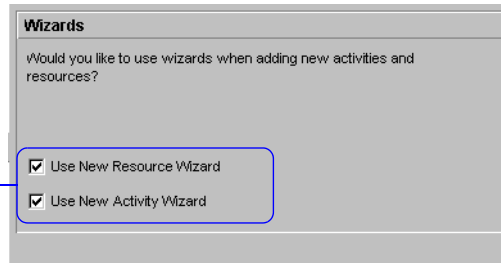 Wizards
Would you like to use wizards when adding new activities and
resources?
Use New Resource Wizard
Use New Activity Wizard